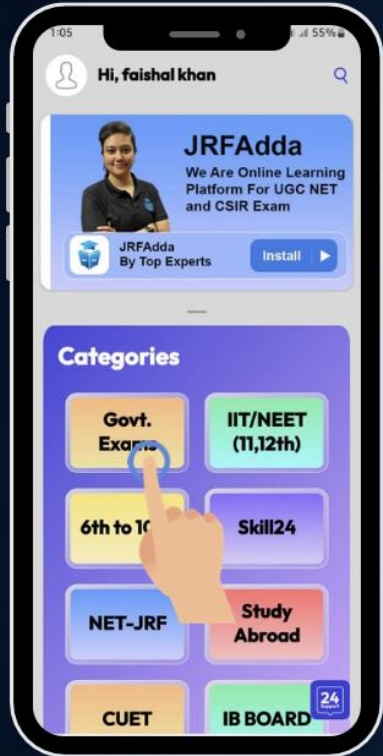 1:05
55%
Hi, faishal khan
JRFAdda
We Are Online Learning
Platform For UGC NET
and CSIR Exam
JRFAdda
By Top Experts
Install
Categories
Govt.
Exams
IIT/NEET
(11,12th)
6th to
Skill24
NET-JRF
Study
Abroad
24
Support
CUET
IB BOARD